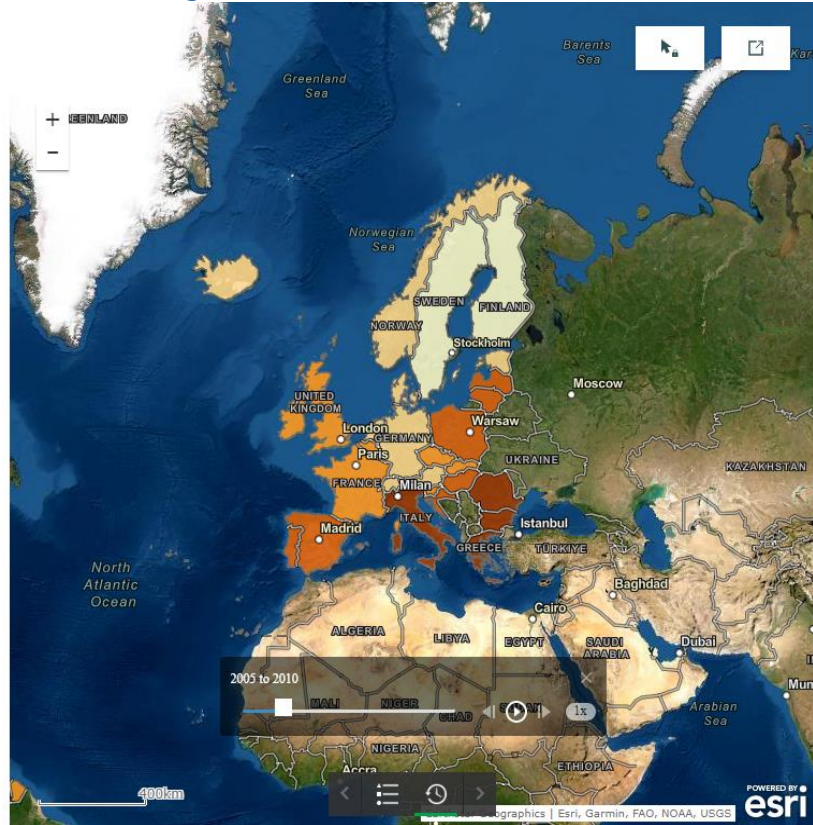 Barents
Sea
Kar
Greenland
Sea
+
EENLAND
−
Norwegian
Sea
SWEDEN
FINLAND
NORWAY
Stockholm
Moscow
UNITED
KINGDOM
London
Warsaw
GERMANY
Paris
UKRAINE
KAZAKHSTAN
FRANCE
Milan
ITALY
Madrid
Istanbul
GREECE
TÜRKIYE
North
Atlantic
Ocean
Baghdad
Cairo
ALGERIA
LIBYA
EGYPT
SAUDI
ARABIA
Dubai
2005 to 2010
Mun
MALI
NIGER
CHAD
1x
Arabian
Sea
NIGERIA
ETHIOPIA
Accra
400km
Geographics | Esri, Garmin, FAO, NOAA, USGS
POWERED BY
esri